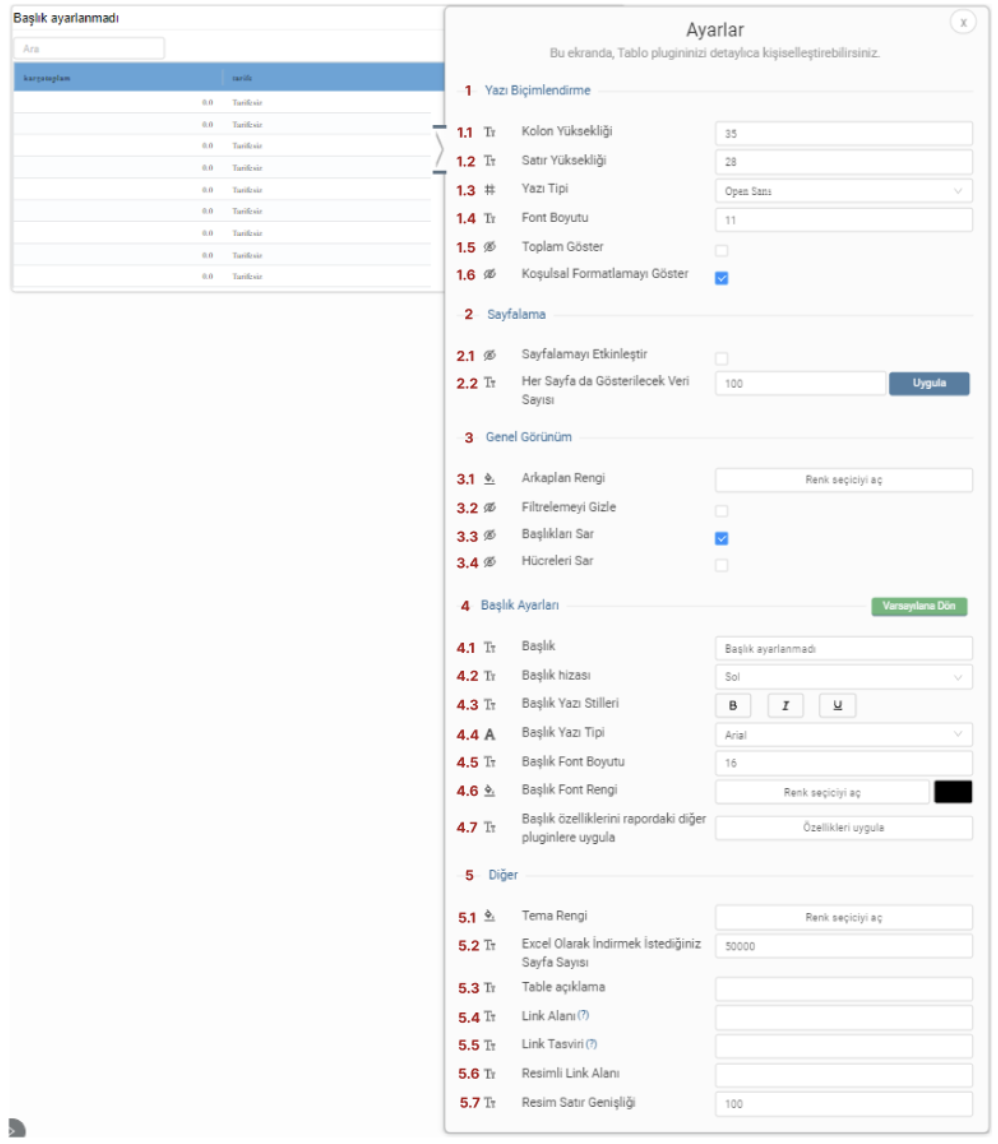 Başlık ayarlanmadı
Ara
karşıtoplam
tarih
0.0 Tarifesiz
0.0 Tarifesiz
0.0 Tarifesiz
0.0 Tarifesiz
0.0 Tarifesiz
0.0 Tarifesiz
0.0 Tarifesiz
0.0 Tarifesiz
0.0 Tarifesiz
Ayarlar
x
Bu ekranda, Tablo plugininizi detaylıca kişiselleştirebilirsiniz.
1 Yazı Biçimlendirme
1.1 Tт Kolon Yüksekliği 35
1.2 Tт Satır Yüksekliği 28
1.3 # Yazı Tipi Open Sans
1.4 Tт Font Boyutu 11
1.5 Toplam Göster
1.6 Koşulsal Formatlamayı Göster
2 Sayfalama
2.1 Sayfalamayı Etkinleştir
2.2 Tт Her Sayfa da Gösterilecek Veri 100 Uygula
Sayısı
3 Genel Görünüm
3.1 Arkaplan Rengi Renk seçiciyi aç
3.2 Filtrelemeyi Gizle
3.3 Başlıkları Sar
3.4 Hücreleri Sar
4 Başlık Ayarları Varsayılana Dön
4.1 Tт Başlık Başlık ayarlanmadı
4.2 Tт Başlık hizası Sol
4.3 Tт Başlık Yazı Stilleri B I U
4.4 A Başlık Yazı Tipi Arial
4.5 Tт Başlık Font Boyutu 16
4.6 Başlık Font Rengi Renk seçiciyi aç
4.7 Tт Başlık özelliklerini rapordaki diğer Özellikleri uygula
pluginlere uygula
5 Diğer
5.1 Tema Rengi Renk seçiciyi aç
5.2 Tт Excel Olarak İndirmek İstediğiniz 50000
Sayfa Sayısı
5.3 Tт Table açıklama
5.4 Tт Link Alanı (?)
5.5 Tт Link Tasviri (?)
5.6 Tт Resimli Link Alanı
5.7 Tт Resim Satır Genişliği 100